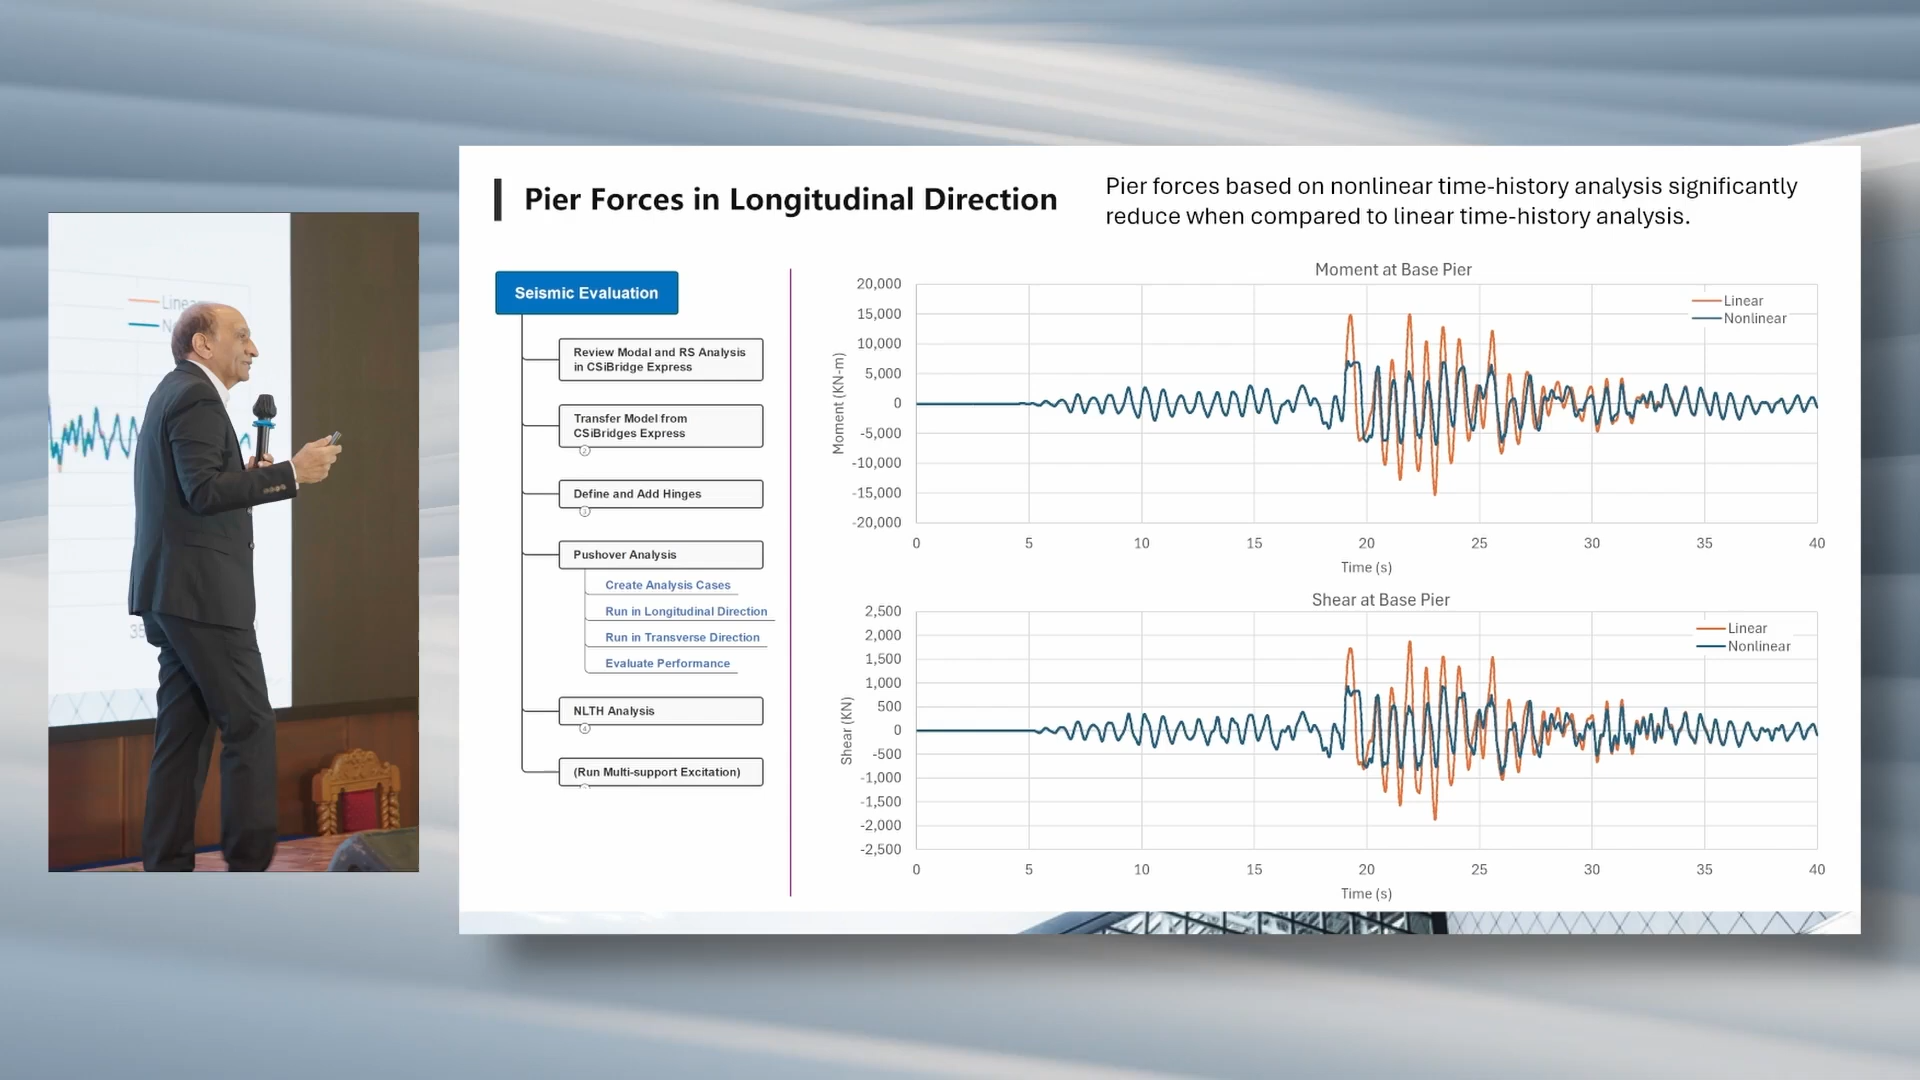 Pier Forces in Longitudinal Direction
Pier forces based on nonlinear time-history analysis significantly
reduce when compared to linear time-history analysis.
Seismic Evaluation
Review Modal and RS Analysis
in CSiBridge Express
Transfer Model from
CSiBridges Express
2
Define and Add Hinges
3
Pushover Analysis
Create Analysis Cases
Run in Longitudinal Direction
Run in Transverse Direction
Evaluate Performance
NLTH Analysis
4
(Run Multi-support Excitation)
Moment at Base Pier
Linear
Nonlinear
Moment (KN-m)
20,000
15,000
10,000
5,000
0
-5,000
-10,000
-15,000
-20,000
0 5 10 15 20 25 30 35 40
Time (s)
Shear at Base Pier
Linear
Nonlinear
Shear (KN)
2,500
2,000
1,500
1,000
500
0
-500
-1,000
-1,500
-2,000
-2,500
0 5 10 15 20 25 30 35 40
Time (s)